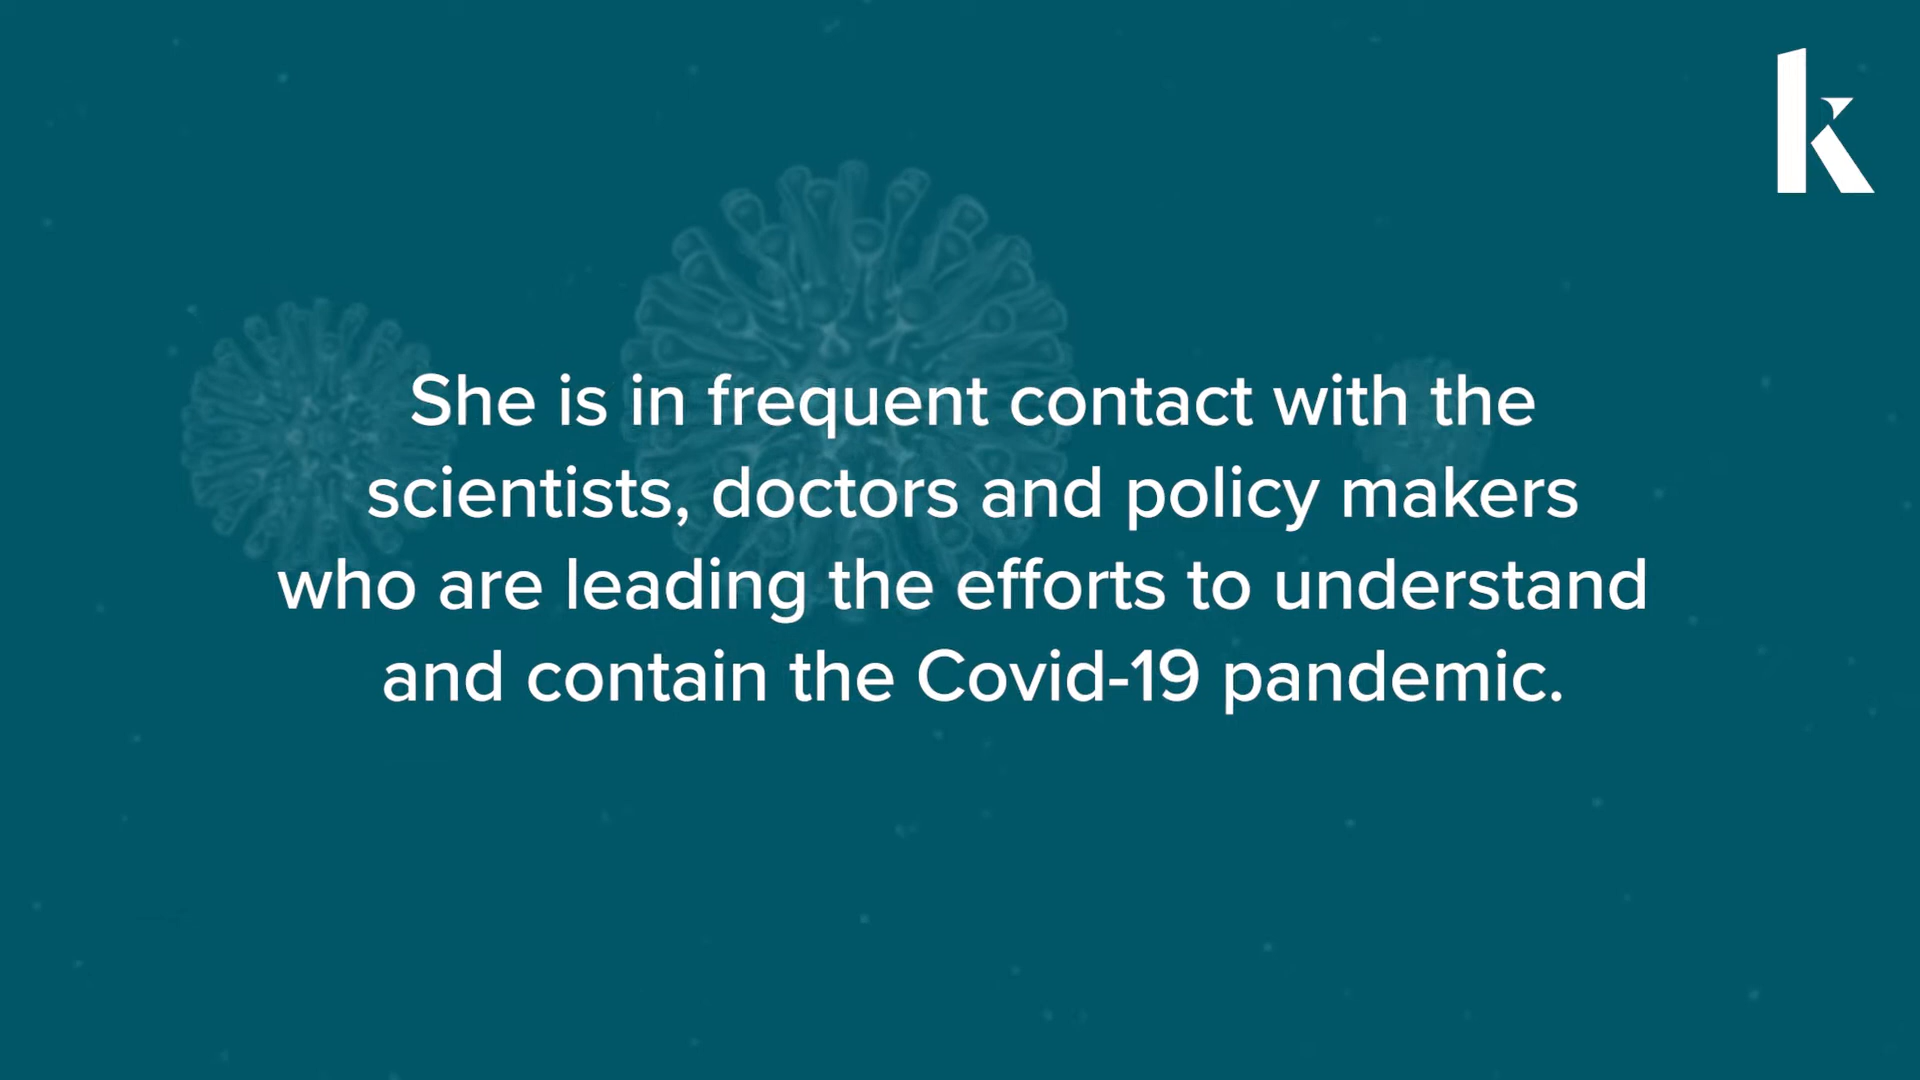 k
She is in frequent contact with the
scientists, doctors and policy makers
who are leading the efforts to understand
and contain the Covid-19 pandemic.